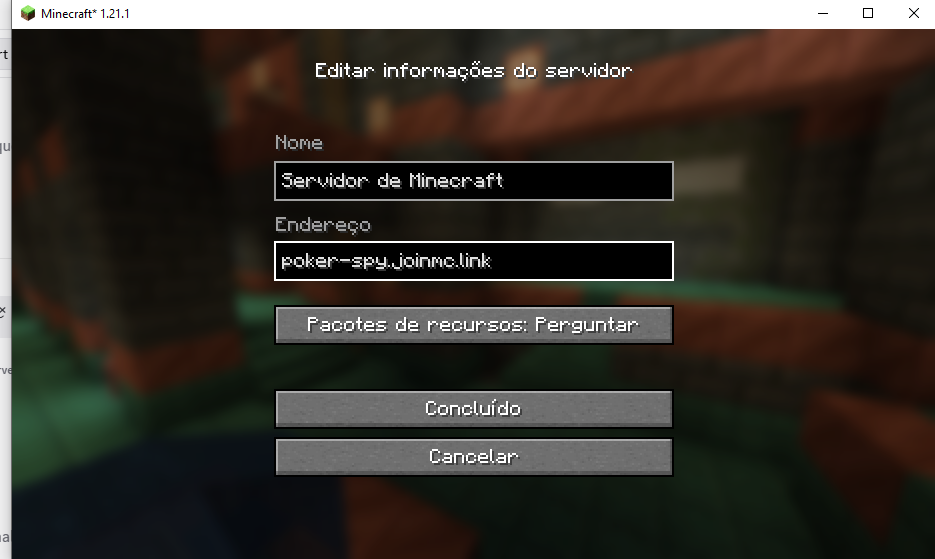 Minecraft* 1.21.1
Editar informações do servidor
Nome
Servidor de Minecraft
Endereço
poker-spy.joinmc.link
Pacotes de recursos: Perguntar
Concluído
Cancelar